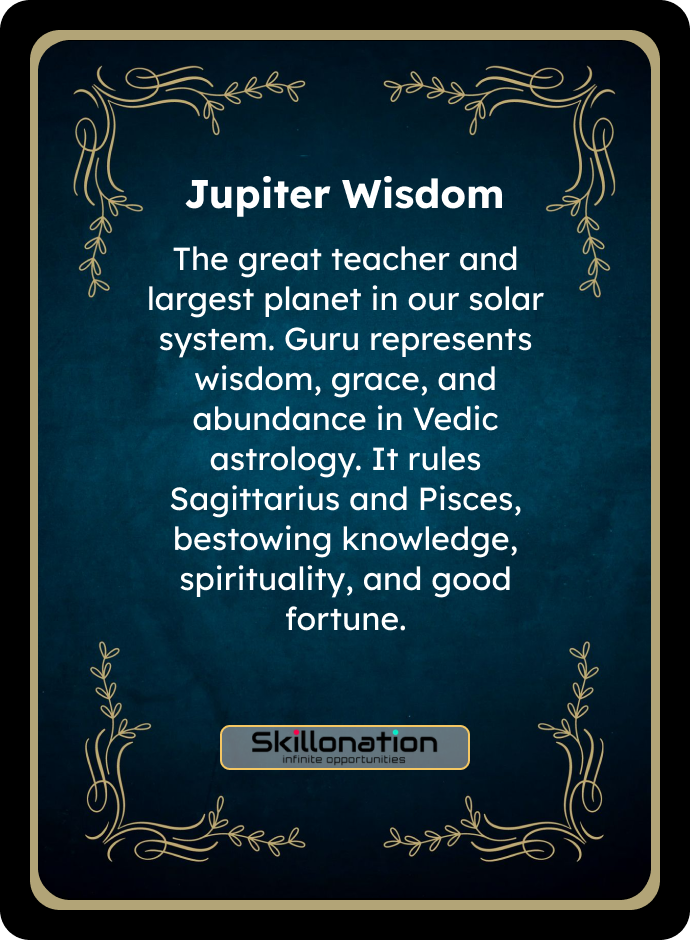 Jupiter Wisdom
The great teacher and
largest planet in our solar
system. Guru represents
wisdom, grace, and
abundance in Vedic
astrology. It rules
Sagittarius and Pisces,
bestowing knowledge,
spirituality, and good
fortune.
Skillonation
infinite opportunities